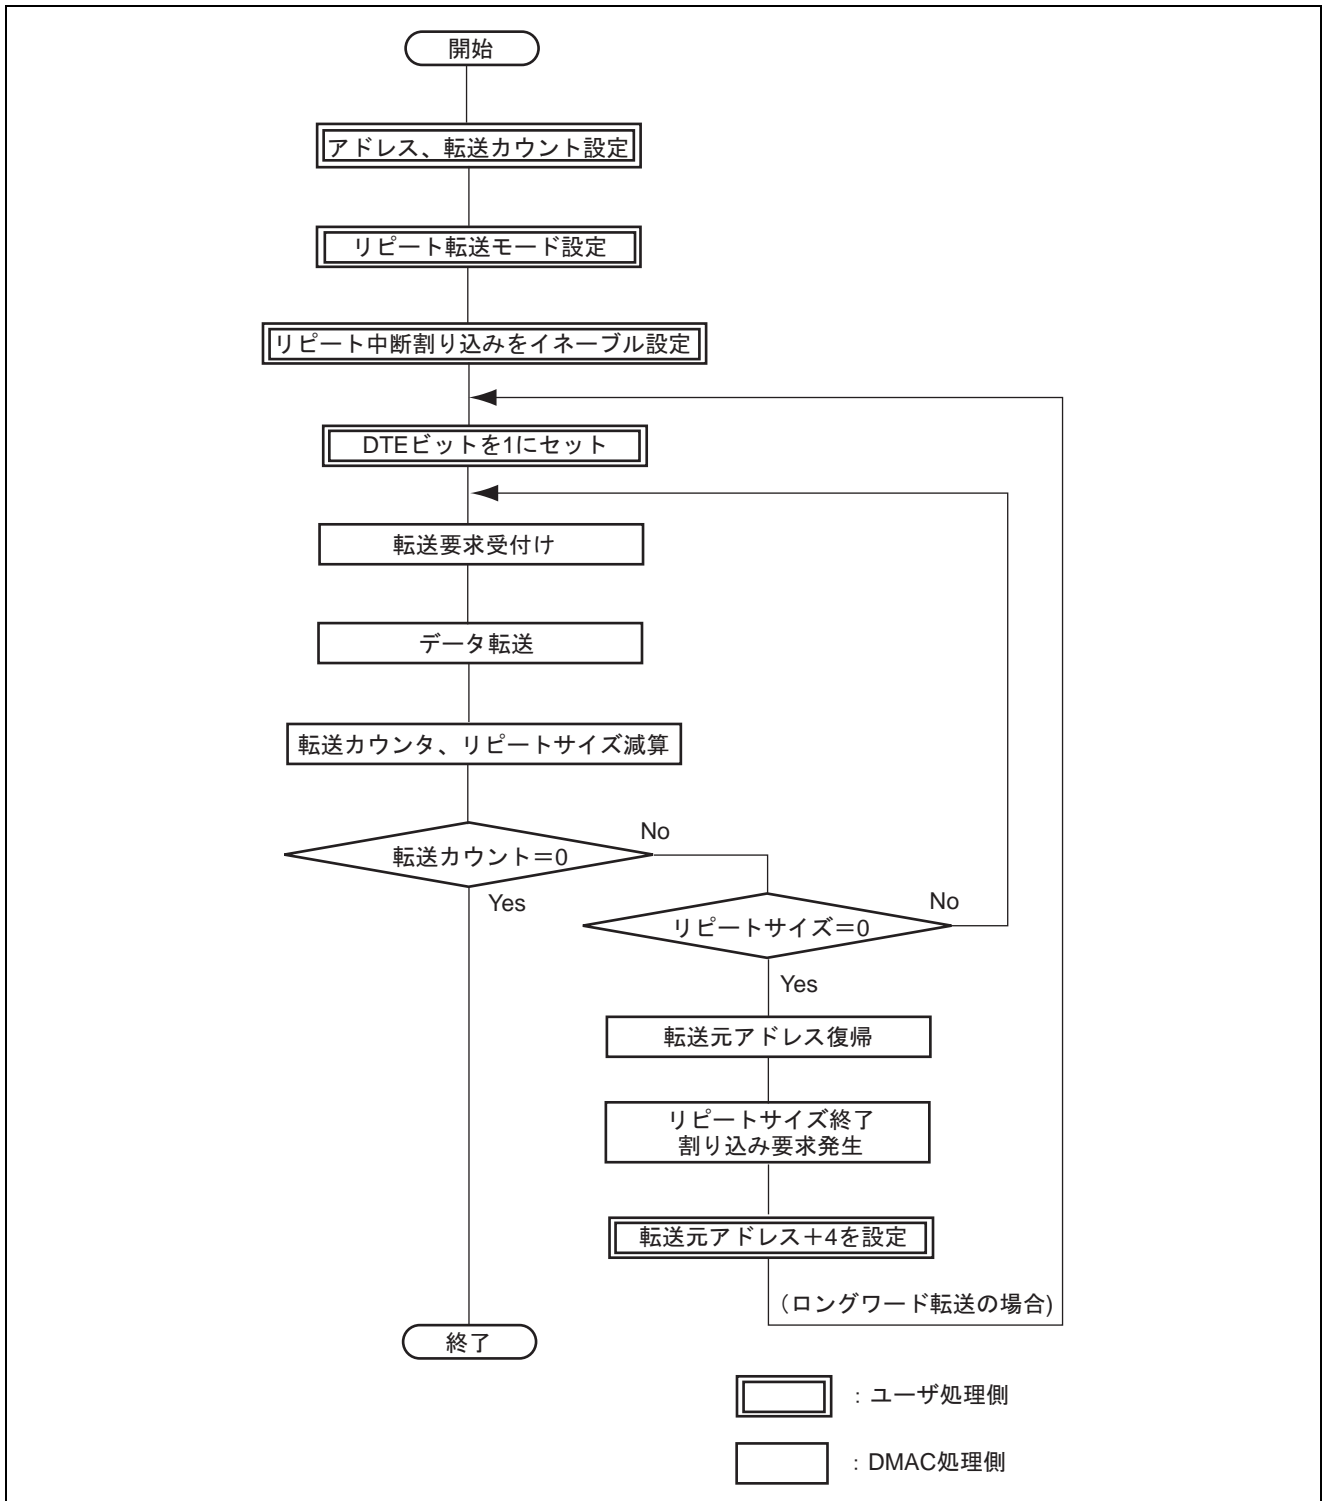 開始
アドレス、転送カウント設定
リピート転送モード設定
リピート中断割り込みをイネーブル設定
DTEビットを1にセット
転送要求受付け
データ転送
転送カウンタ、リピートサイズ減算
転送カウント＝0
No
Yes
リピートサイズ＝0
No
Yes
転送元アドレス復帰
リピートサイズ終了
割り込み要求発生
転送元アドレス＋4を設定
（ロングワード転送の場合)
終了
：ユーザ処理側
：DMAC処理側